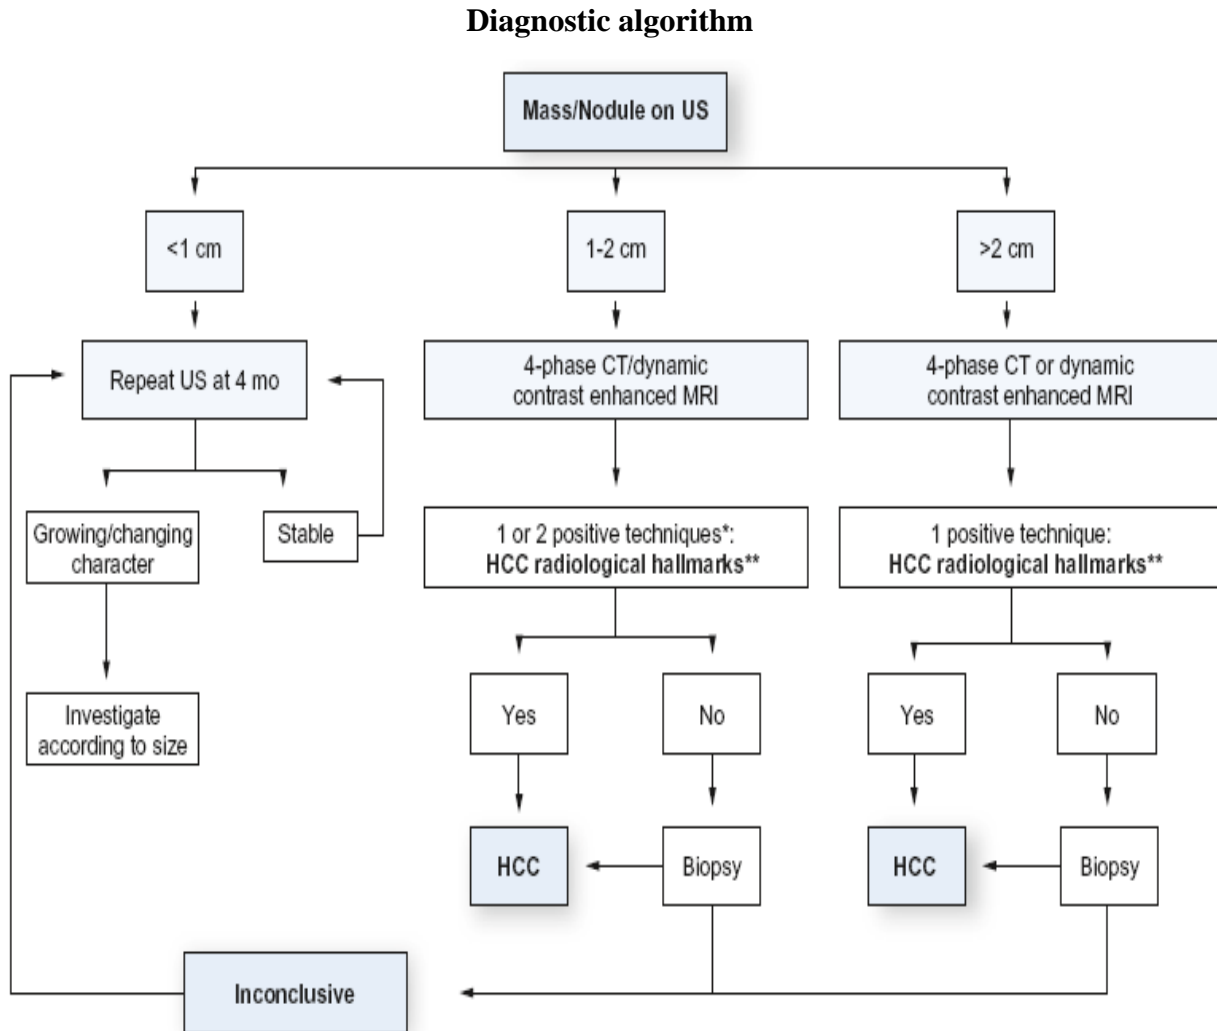 Diagnostic algorithm
Mass/Nodule on US
<1 cm
1-2 cm
>2 cm
Repeat US at 4 mo
4-phase CT/dynamic
contrast enhanced MRI
4-phase CT or dynamic
contrast enhanced MRI
Growing/changing
character
Stable
1 or 2 positive techniques*:
HCC radiological hallmarks**
1 positive technique:
HCC radiological hallmarks**
Investigate
according to size
Yes
No
Yes
No
HCC
Biopsy
HCC
Biopsy
Inconclusive